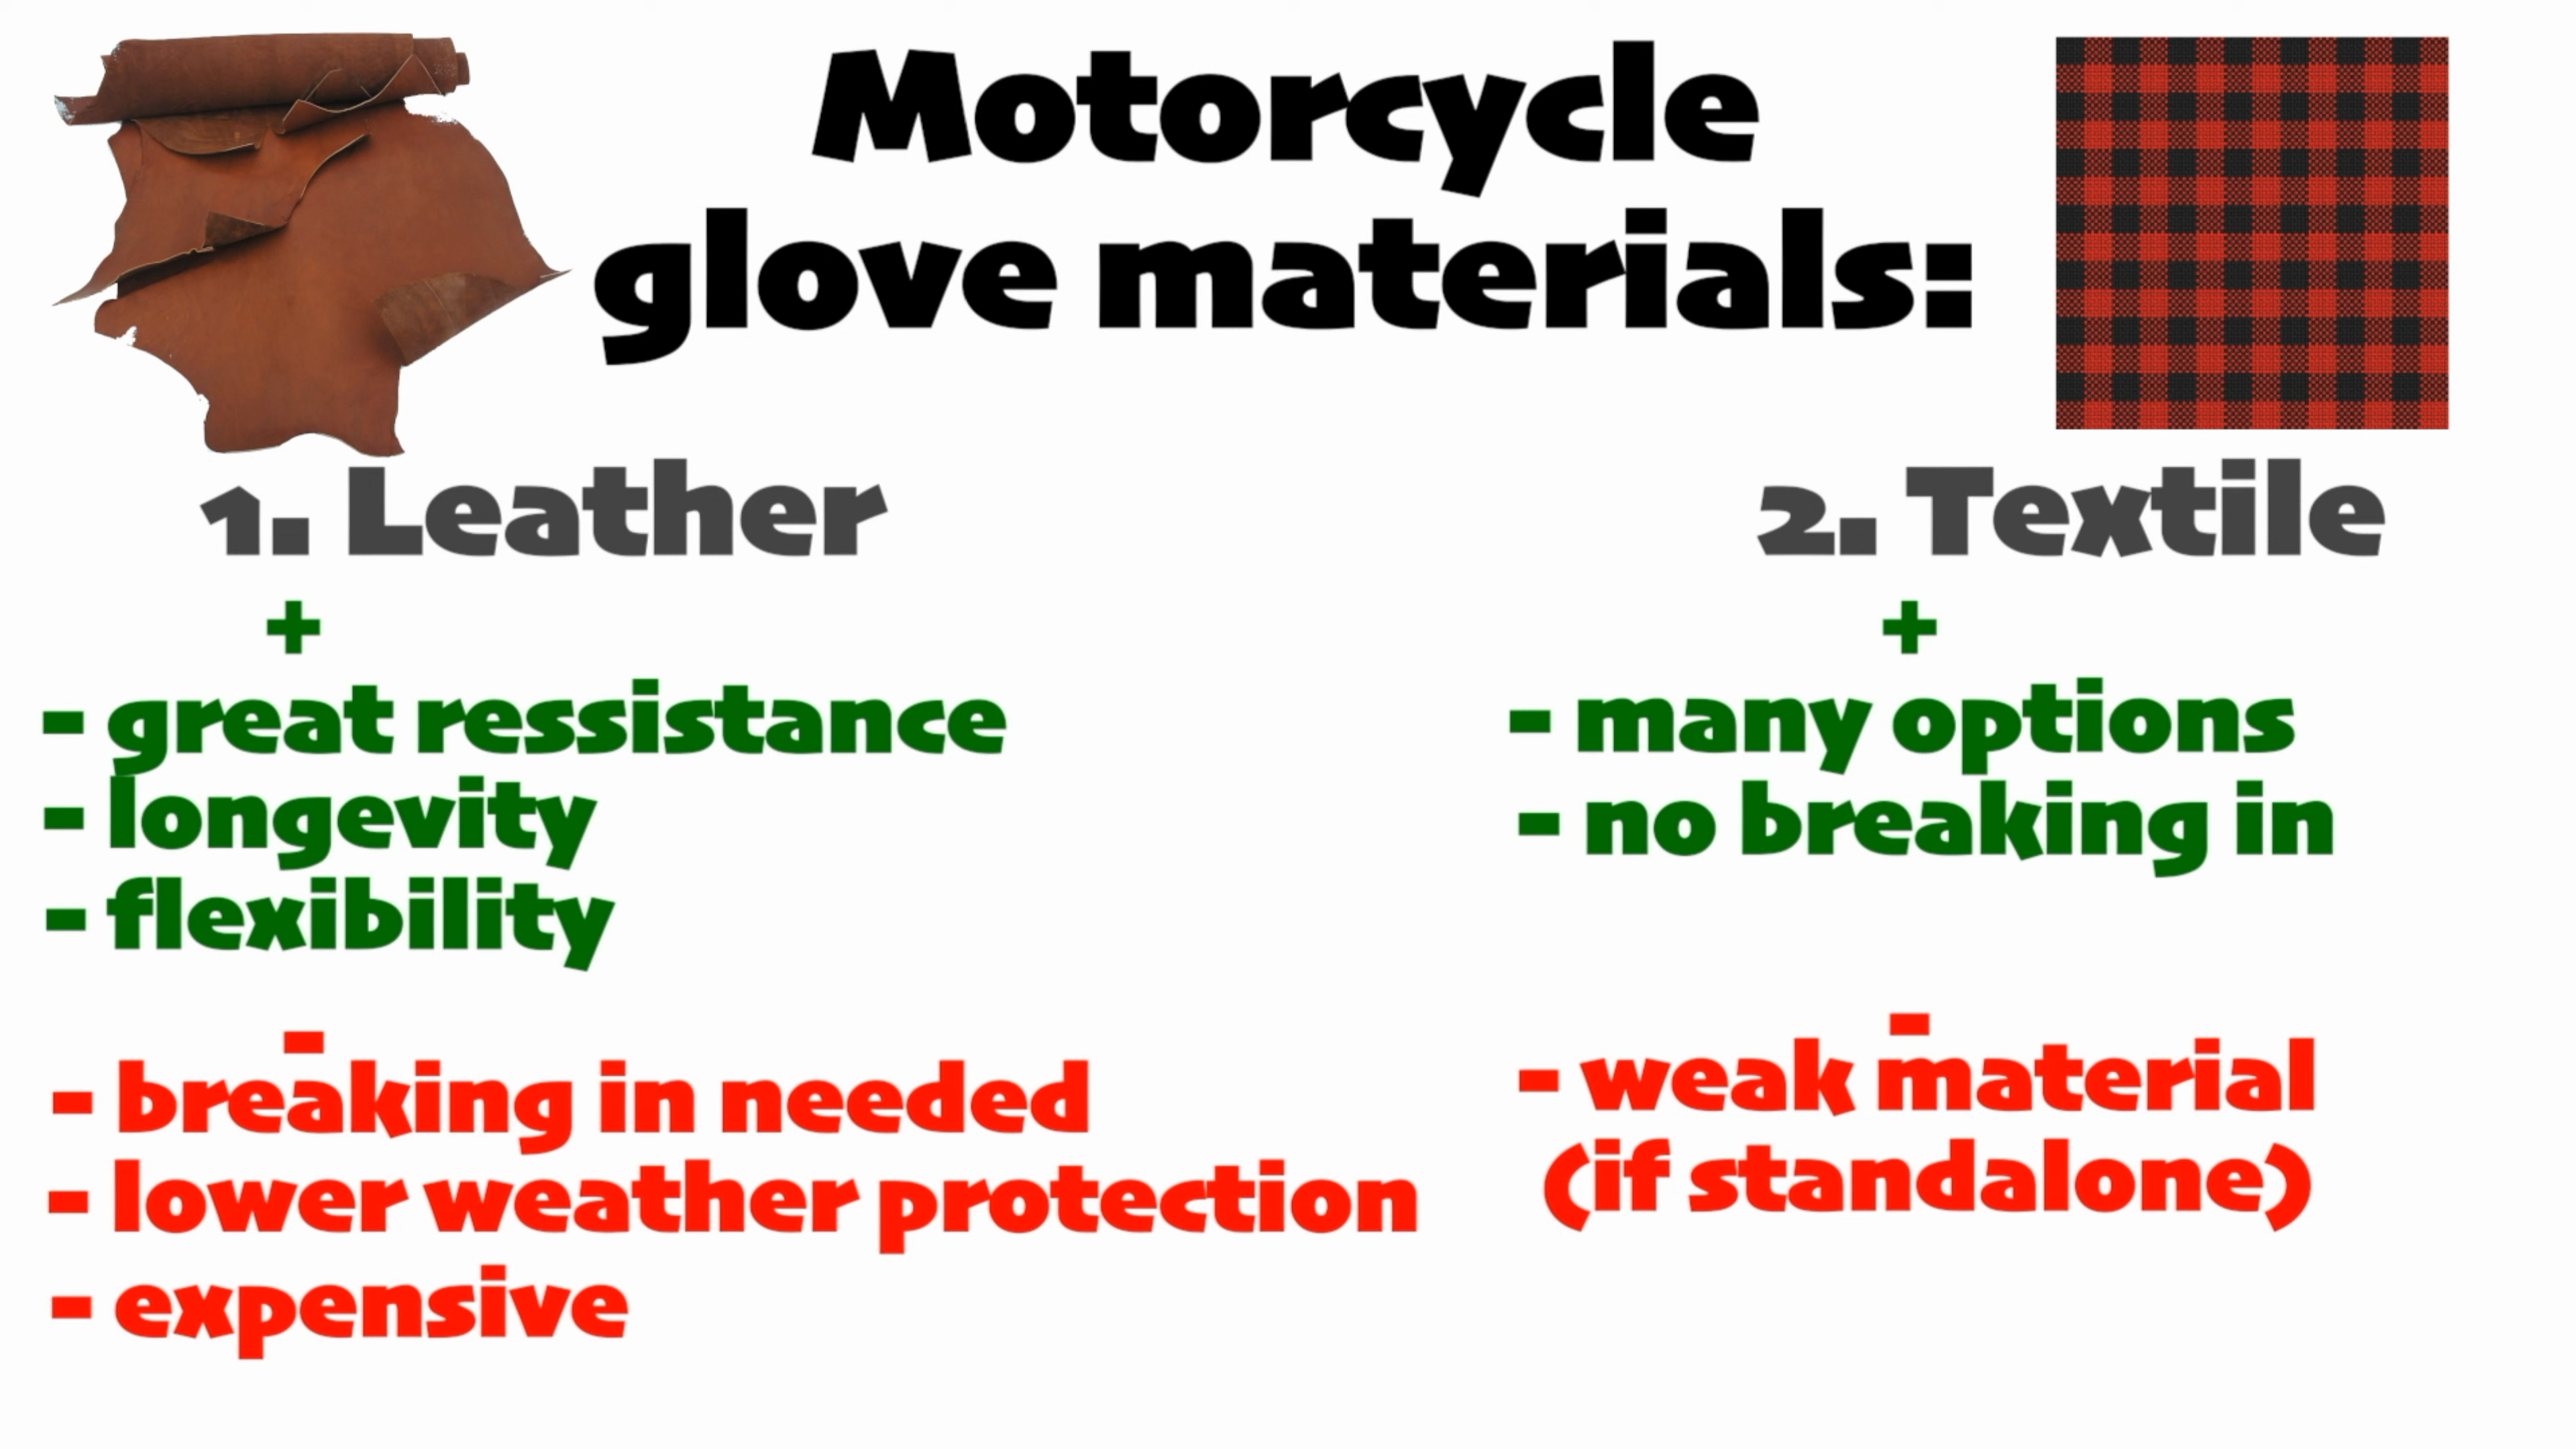 Motorcycle
glove materials:
1. Leather
+
- great ressistance
- longevity
- flexibility
-
- breaking in needed
- lower weather protection
- expensive
2. Textile
+
- many options
- no breaking in
-
- weak material
(if standalone)